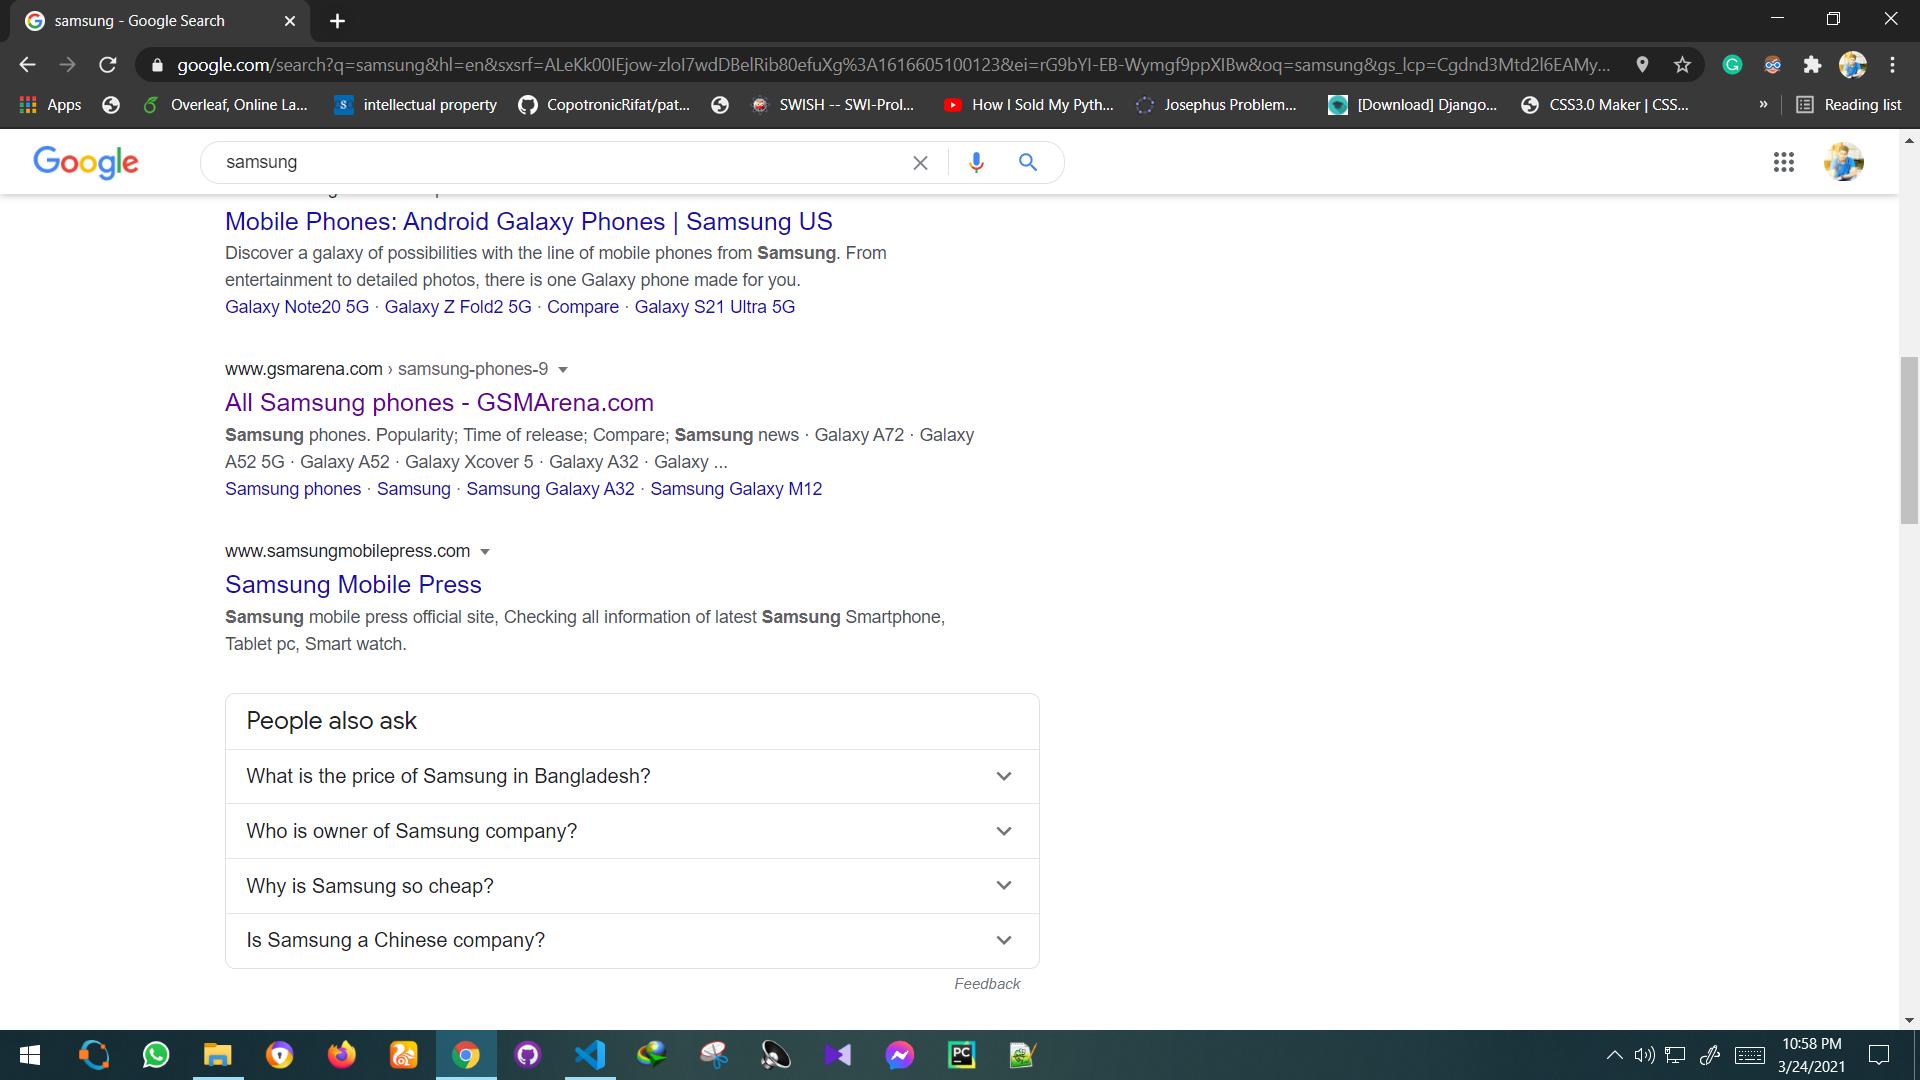 samsung - Google Search
google.com/search?q=samsung&hl=en&sxsrf=ALeKk00IEjow-zIoI7wdDBelRib80efuXg%3A1616605100123&ei=rG9bYI-EB-Wymgf9ppXIBw&oq=samsung&gs_lcp=Cgdnd3Mtd2l6EAMy...
Apps
Overleaf, Online La...
S
intellectual property
CopotronicRifat/pat...
SWISH -- SWI-Prol...
How I Sold My Pyth...
Josephus Problem...
[Download] Django...
CSS3.0 Maker | CSS...
»
Reading list
Google
samsung
Mobile Phones: Android Galaxy Phones | Samsung US
Discover a galaxy of possibilities with the line of mobile phones from Samsung. From
entertainment to detailed photos, there is one Galaxy phone made for you.
Galaxy Note20 5G · Galaxy Z Fold2 5G · Compare · Galaxy S21 Ultra 5G
www.gsmarena.com › samsung-phones-9
All Samsung phones - GSMArena.com
Samsung phones. Popularity; Time of release; Compare; Samsung news · Galaxy A72 · Galaxy
A52 5G · Galaxy A52 · Galaxy Xcover 5 · Galaxy A32 · Galaxy ...
Samsung phones · Samsung · Samsung Galaxy A32 · Samsung Galaxy M12
www.samsungmobilepress.com
Samsung Mobile Press
Samsung mobile press official site, Checking all information of latest Samsung Smartphone,
Tablet pc, Smart watch.
People also ask
What is the price of Samsung in Bangladesh?
Who is owner of Samsung company?
Why is Samsung so cheap?
Is Samsung a Chinese company?
Feedback
PC
10:58 PM
3/24/2021